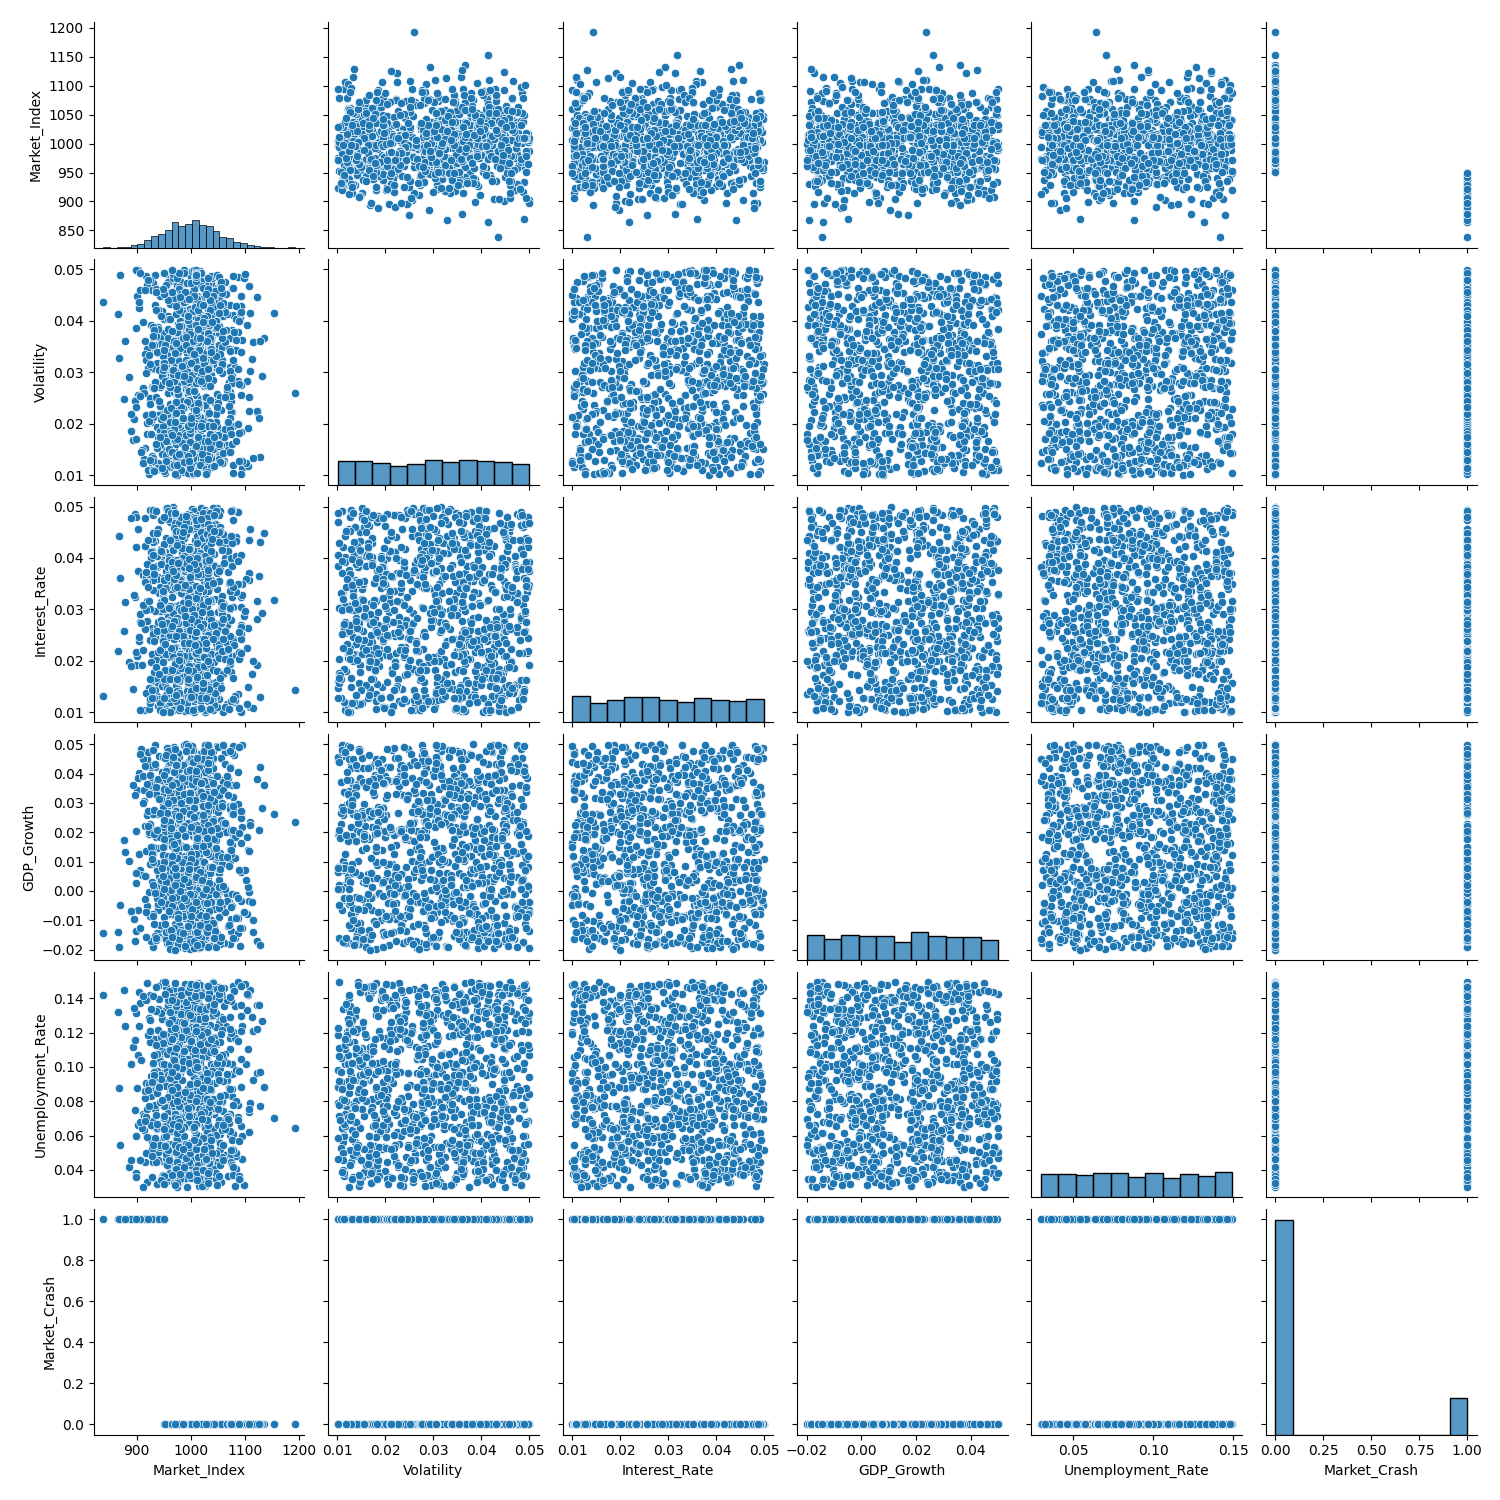 1200
1150
1100
1050
1000
950
900
850
Market_Index
0.05
0.04
0.03
0.02
0.01
Volatility
0.05
0.04
0.03
0.02
0.01
Interest_Rate
0.05
0.04
0.03
0.02
0.01
0.00
−0.01
−0.02
GDP_Growth
0.14
0.12
0.10
0.08
0.06
0.04
Unemployment_Rate
1.0
0.8
0.6
0.4
0.2
0.0
Market_Crash
900 1000 1100 1200
Market_Index
0.01 0.02 0.03 0.04 0.05
Volatility
0.01 0.02 0.03 0.04 0.05
Interest_Rate
−0.02 0.00 0.02 0.04
GDP_Growth
0.05 0.10 0.15
Unemployment_Rate
0.00 0.25 0.50 0.75 1.00
Market_Crash